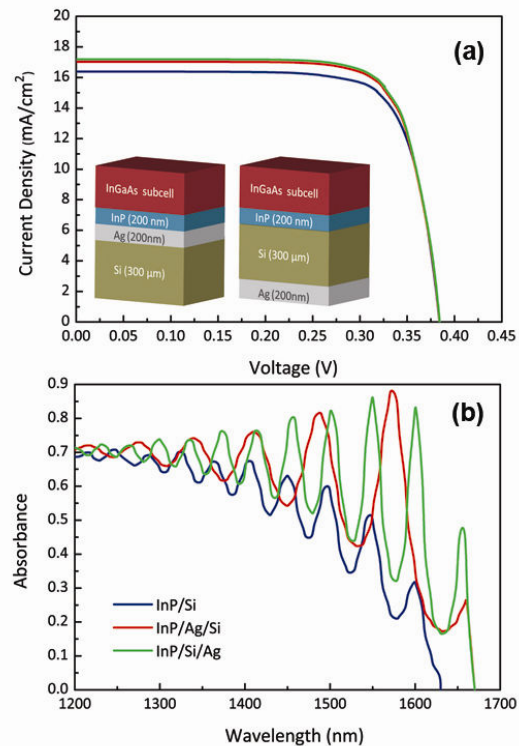 (a)
20
18
16
14
12
10
8
6
4
2
0
Current Density (mA/cm²)
InGaAs subcell
InP (200 nm)
Ag (200nm)
Si (300 µm)
InGaAs subcell
InP (200 nm)
Si (300 µm)
Ag (200nm)
0.00 0.05 0.10 0.15 0.20 0.25 0.30 0.35 0.40 0.45
Voltage (V)
(b)
0.9
0.8
0.7
0.6
0.5
0.4
0.3
0.2
0.1
0.0
Absorbance
InP/Si
InP/Ag/Si
InP/Si/Ag
1200 1300 1400 1500 1600 1700
Wavelength (nm)